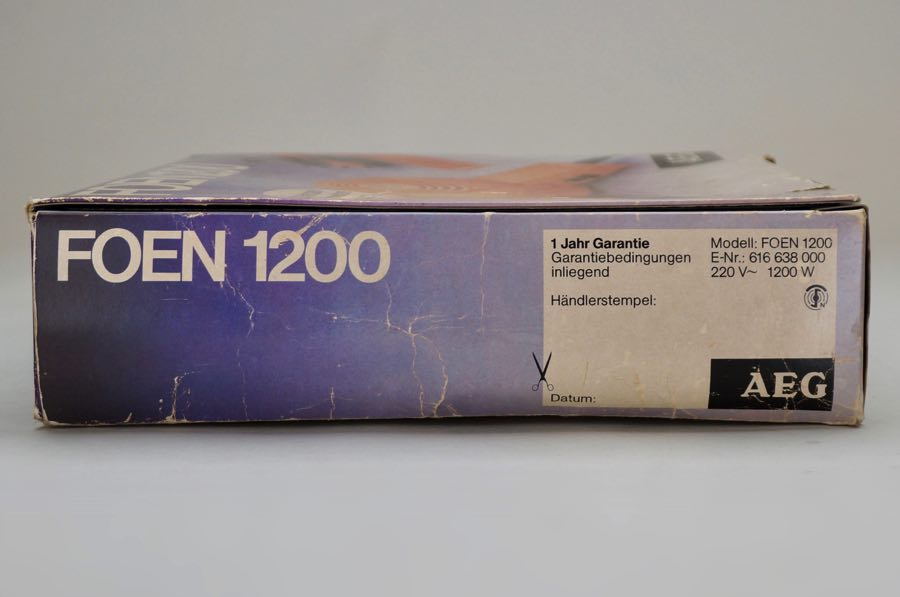 FOEN 1200
1 Jahr Garantie
Garantiebedingungen
inliegend
Händlerstempel:
Datum:
Modell: FOEN 1200
E-Nr.: 616 638 000
220 V~ 1200 W
AEG